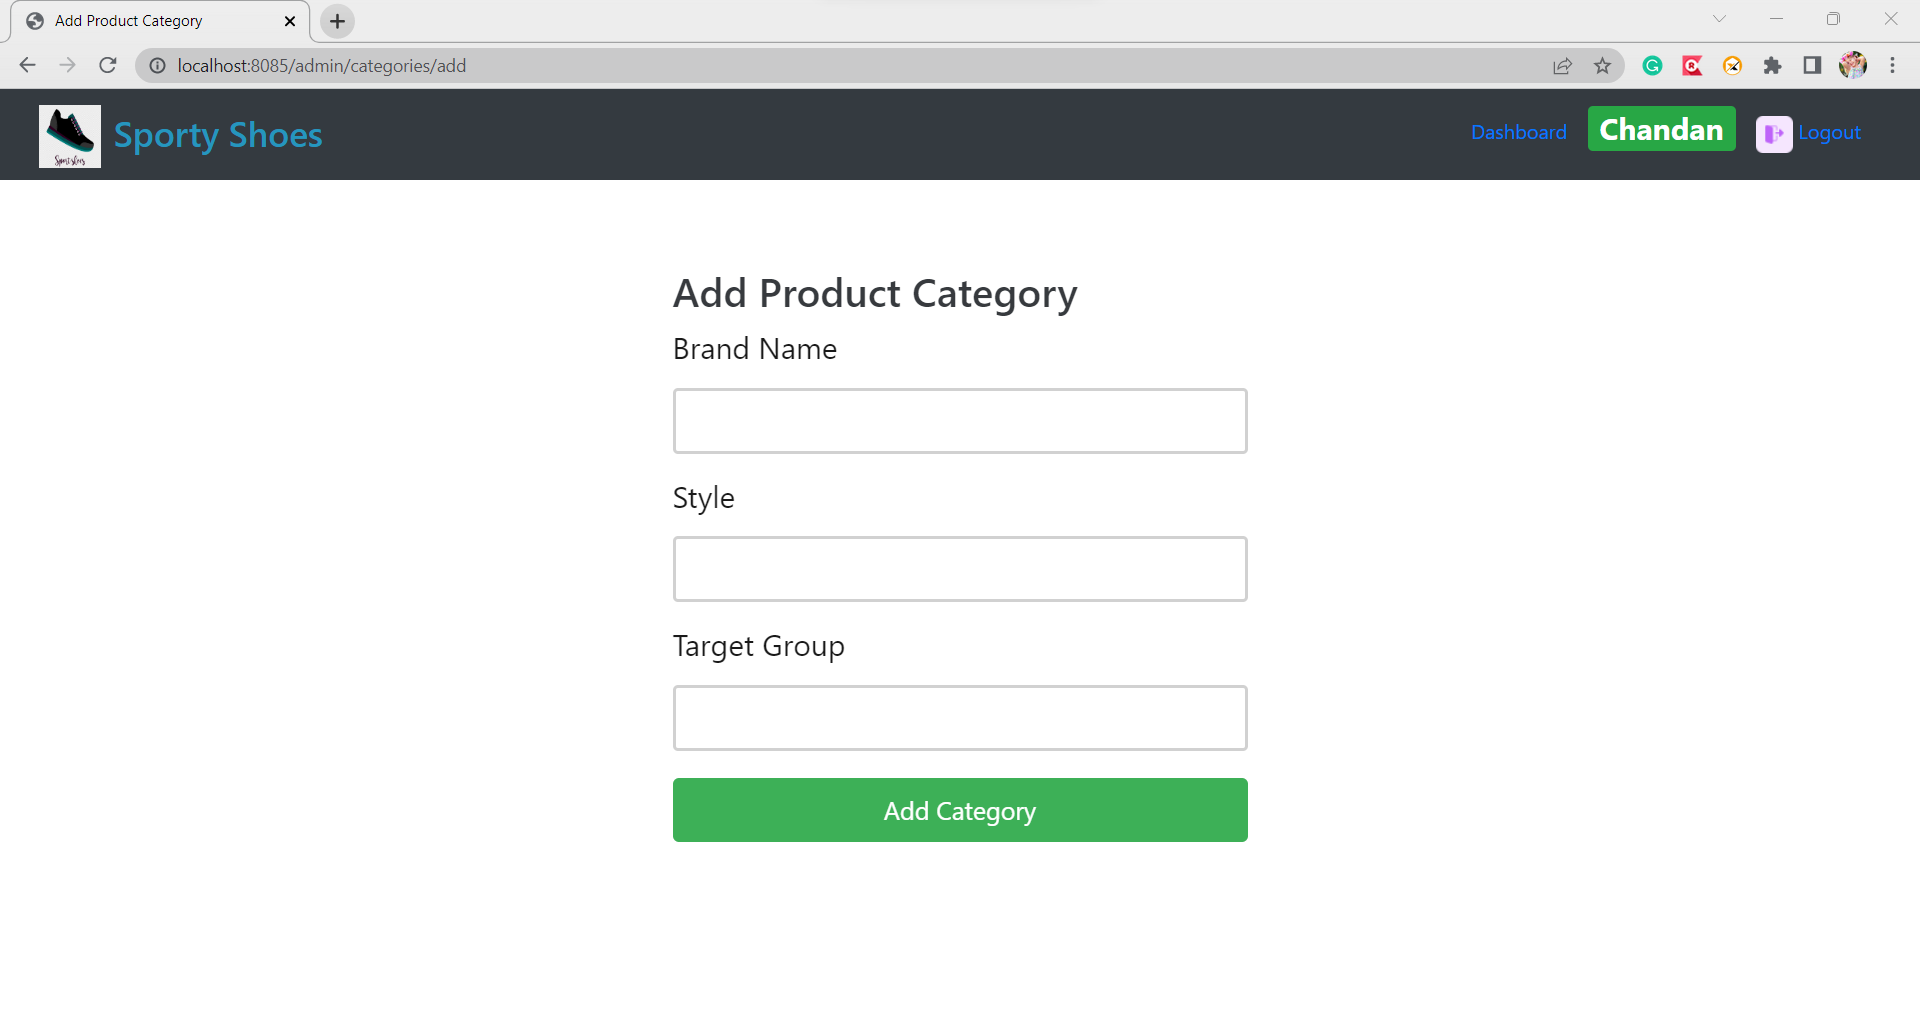 Add Product Category
localhost:8085/admin/categories/add
Sporty Shoes
Dashboard
Chandan
Logout
Add Product Category
Brand Name
Style
Target Group
Add Category